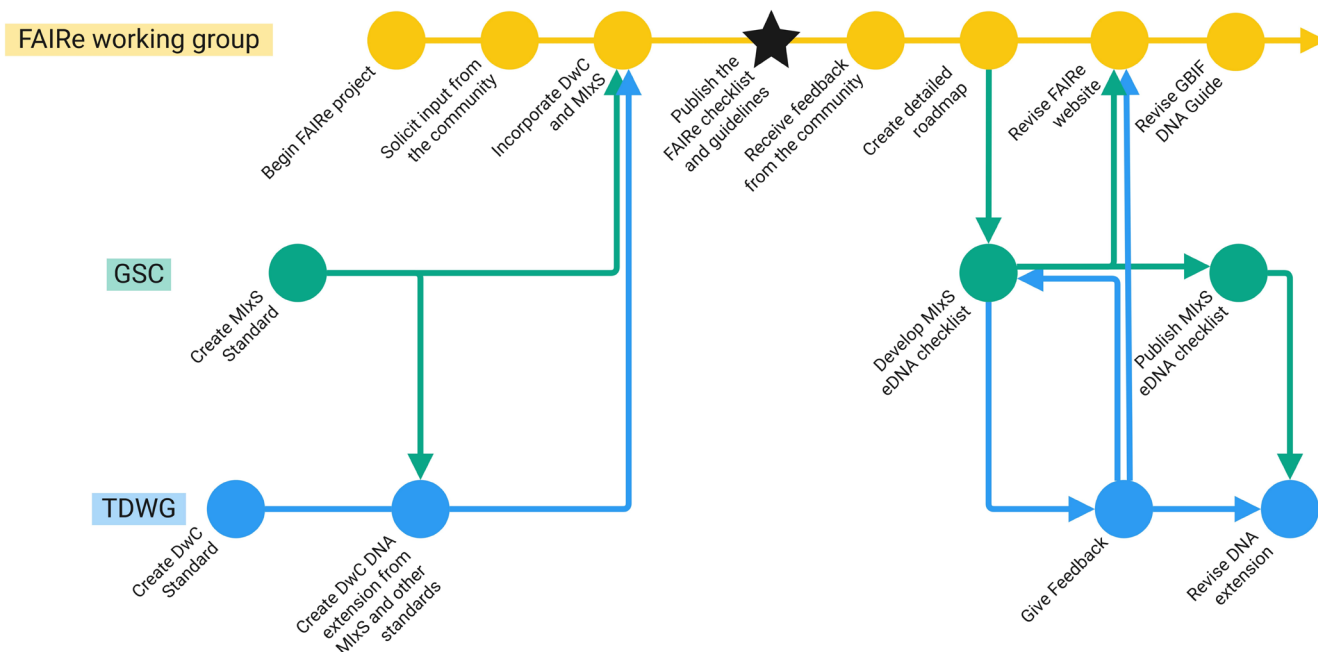 FAIRe working group
Begin FAIRe project
Solicit input from
the community
Incorporate DwC
and MIxS
Publish the
FAIRe checklist
and guidelines
Receive feedback
from the community
Create detailed
roadmap
Revise FAIRe
website
Revise GBIF
DNA Guide
GSC
Create MIxS
Standard
Develop MIxS
eDNA checklist
Publish MIxS
eDNA checklist
TDWG
Create DwC
Standard
Create DwC DNA
extension from
MIxS and other
standards
Give Feedback
Revise DNA
extension